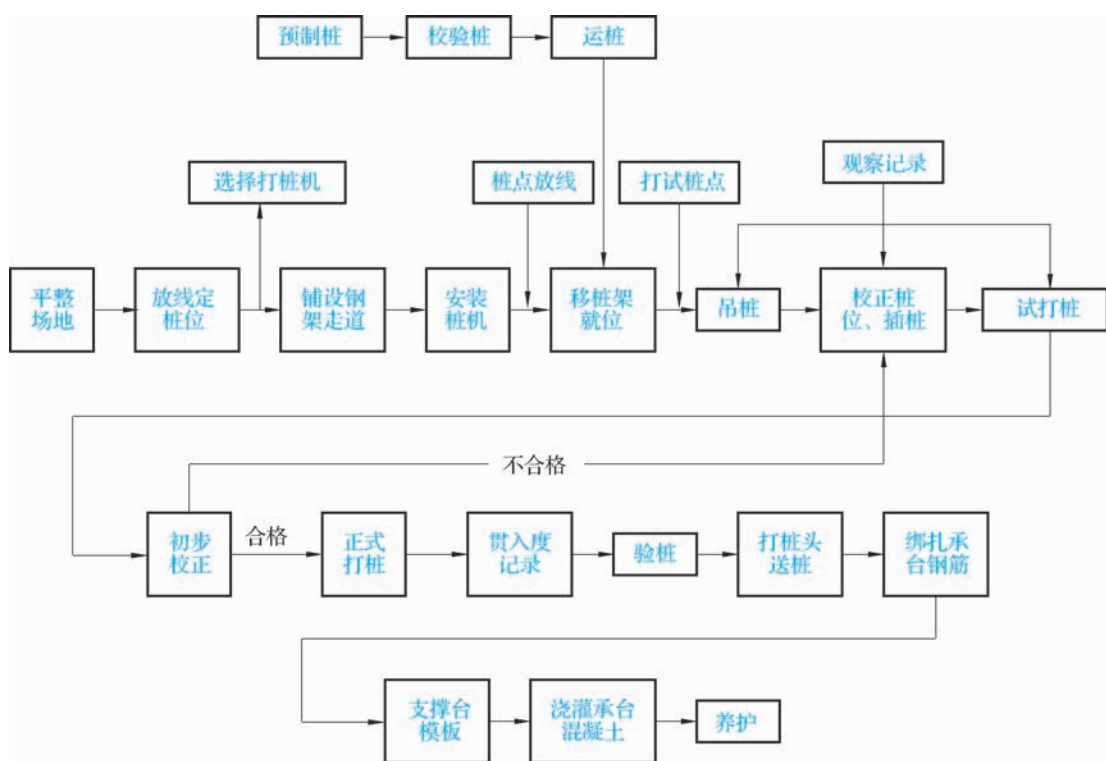 预制桩
校验桩
运桩
选择打桩机
桩点放线
打试桩点
观察记录
平整
场地
放线定
桩位
铺设钢
架走道
安装
桩机
移桩架
就位
吊桩
校正桩
位、插桩
试打桩
不合格
初步
校正
合格
正式
打桩
贯入度
记录
验桩
打桩头
送桩
绑扎承
台钢筋
支撑台
模板
浇灌承台
混凝土
养护